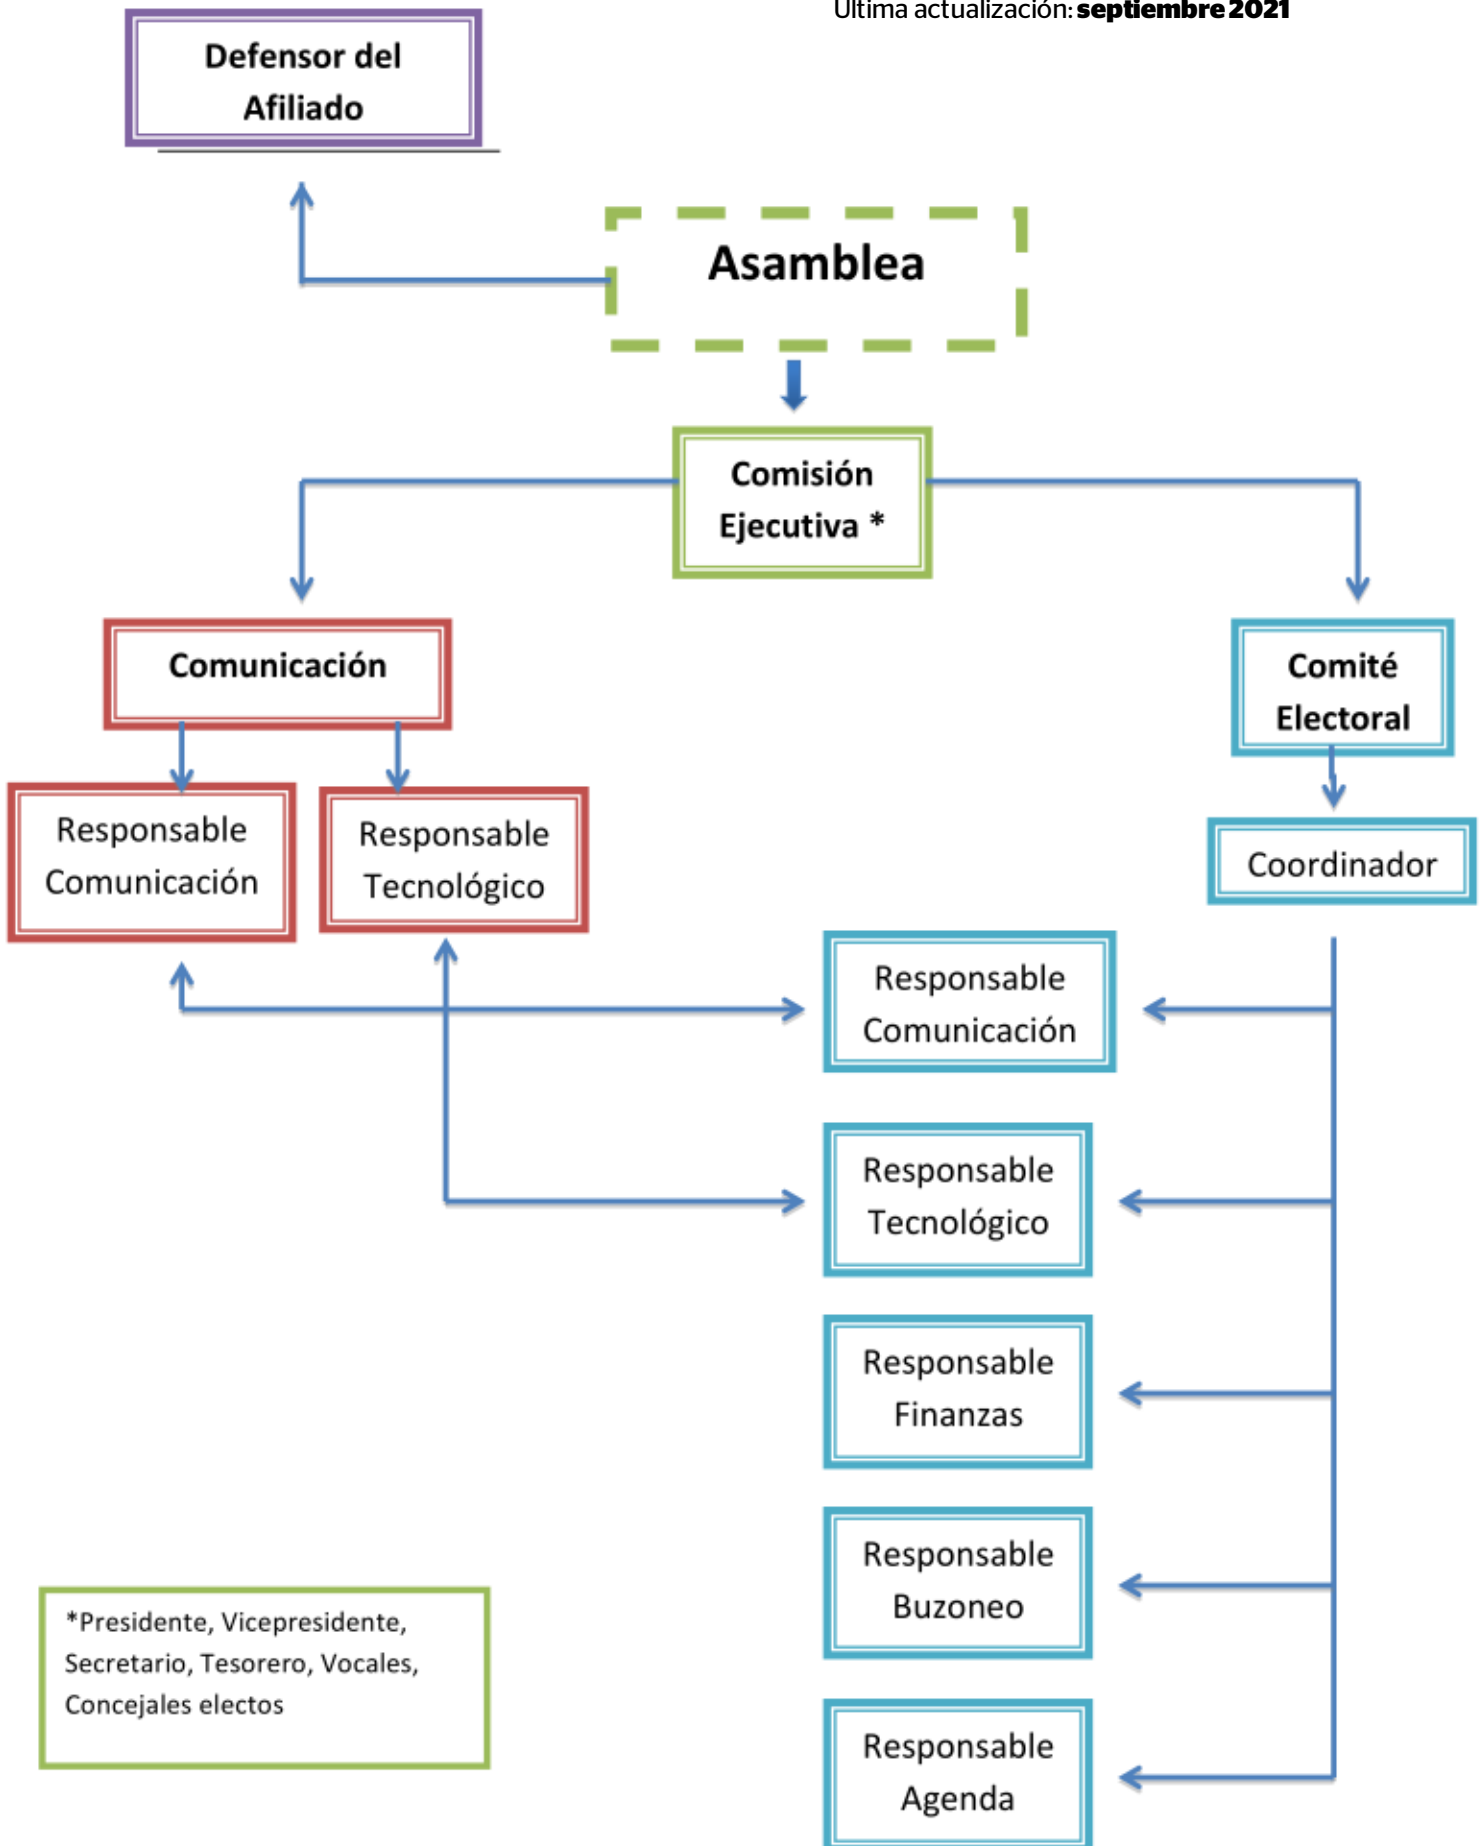 Última actualización: septiembre 2021
Defensor del
Afiliado
Asamblea
Comisión
Ejecutiva *
Comunicación
Comité
Electoral
Responsable
Comunicación
Responsable
Tecnológico
Coordinador
Responsable
Comunicación
Responsable
Tecnológico
Responsable
Finanzas
Responsable
Buzoneo
*Presidente, Vicepresidente,
Secretario, Tesorero, Vocales,
Concejales electos
Responsable
Agenda